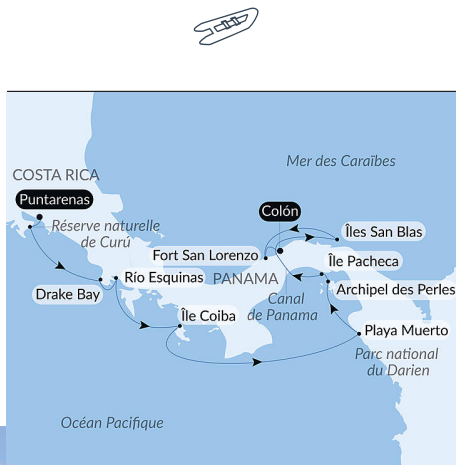 Mer des Caraïbes
COSTA RICA
Puntarenas
Colón
Réserve naturelle
de Curú
Îles San Blas
Fort San Lorenzo
Île Pacheca
Río Esquinas
PANAMA
Drake Bay
Archipel des Perles
Canal
de Panama
Île Coiba
Playa Muerto
Parc national
du Darien
Océan Pacifique